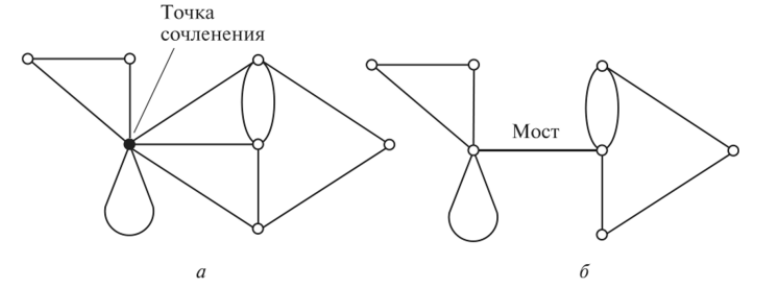 Точка
сочленения
Мост
а
б